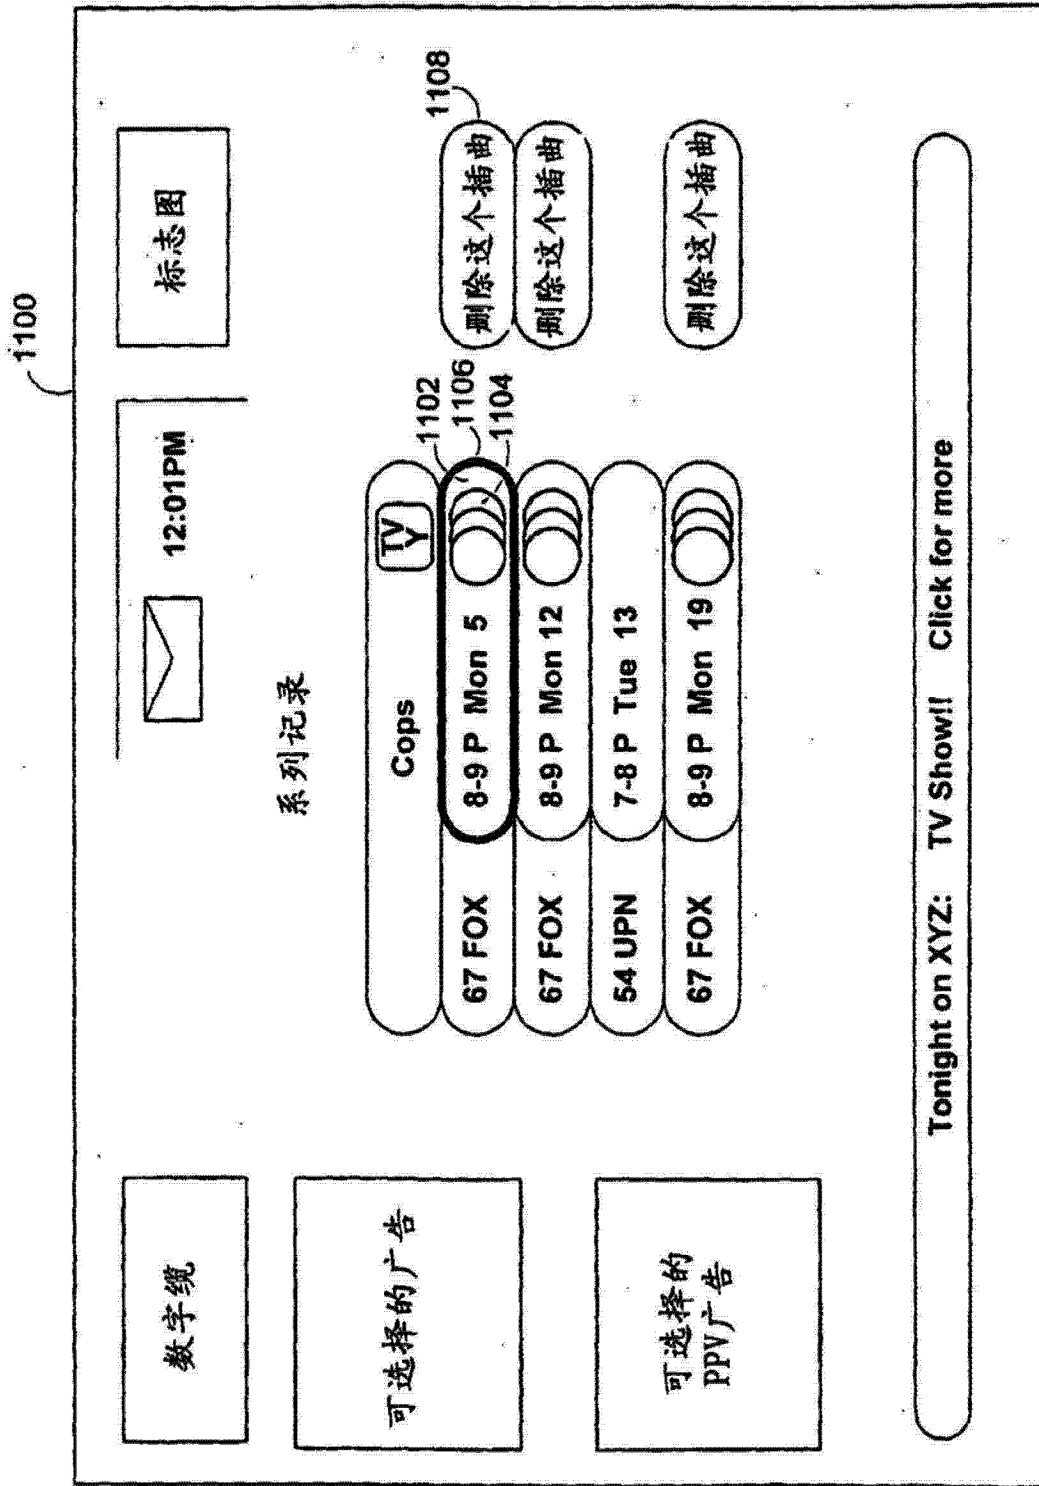 1100
数字缆
12:01PM
标志图
系列记录
可选择的广告
Cops
TV
Y
1102
67 FOX
8-9 P Mon 5
1106
1104
删除这个插曲
1108
67 FOX
8-9 P Mon 12
删除这个插曲
54 UPN
7-8 P Tue 13
67 FOX
8-9 P Mon 19
删除这个插曲
可选择的
PPV广告
Tonight on XYZ: TV Show!! Click for more